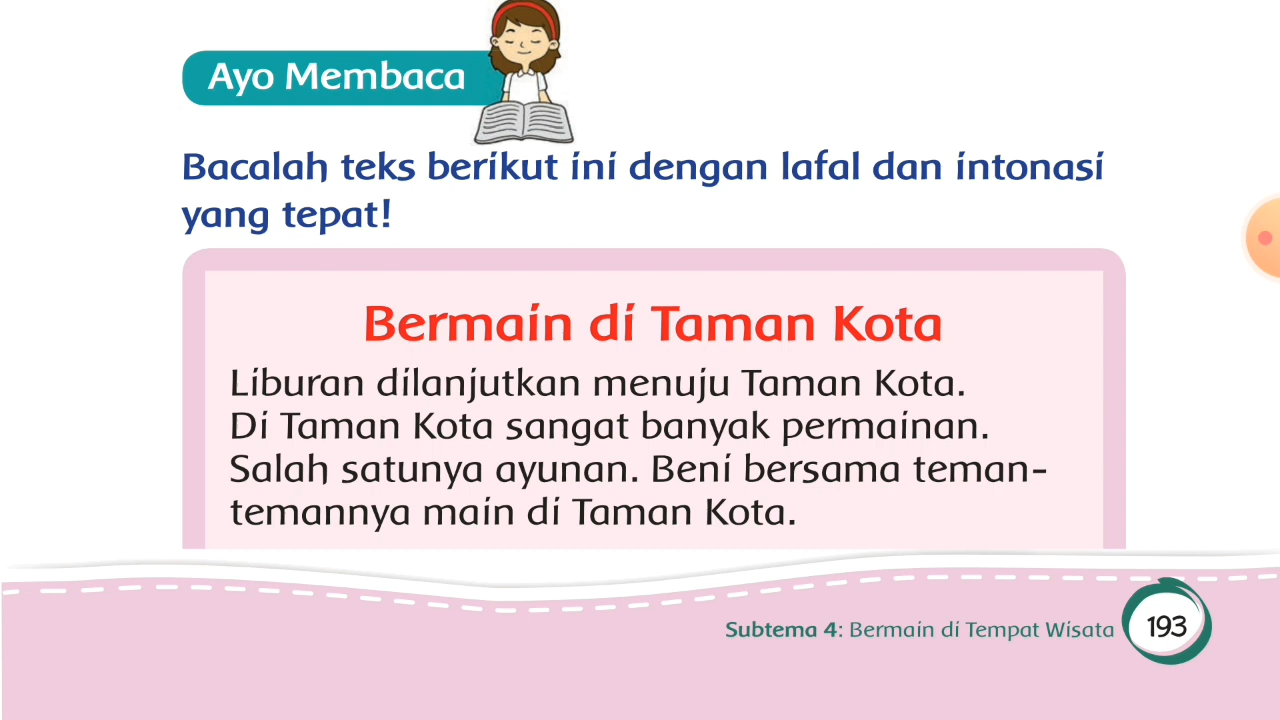 Ayo Membaca
Bacalah teks berikut ini dengan lafal dan intonasi
yang tepat!
Bermain di Taman Kota
Liburan dilanjutkan menuju Taman Kota.
Di Taman Kota sangat banyak permainan.
Salah satunya ayunan. Beni bersama teman-
temannya main di Taman Kota.
Subtema 4: Bermain di Tempat Wisata
193